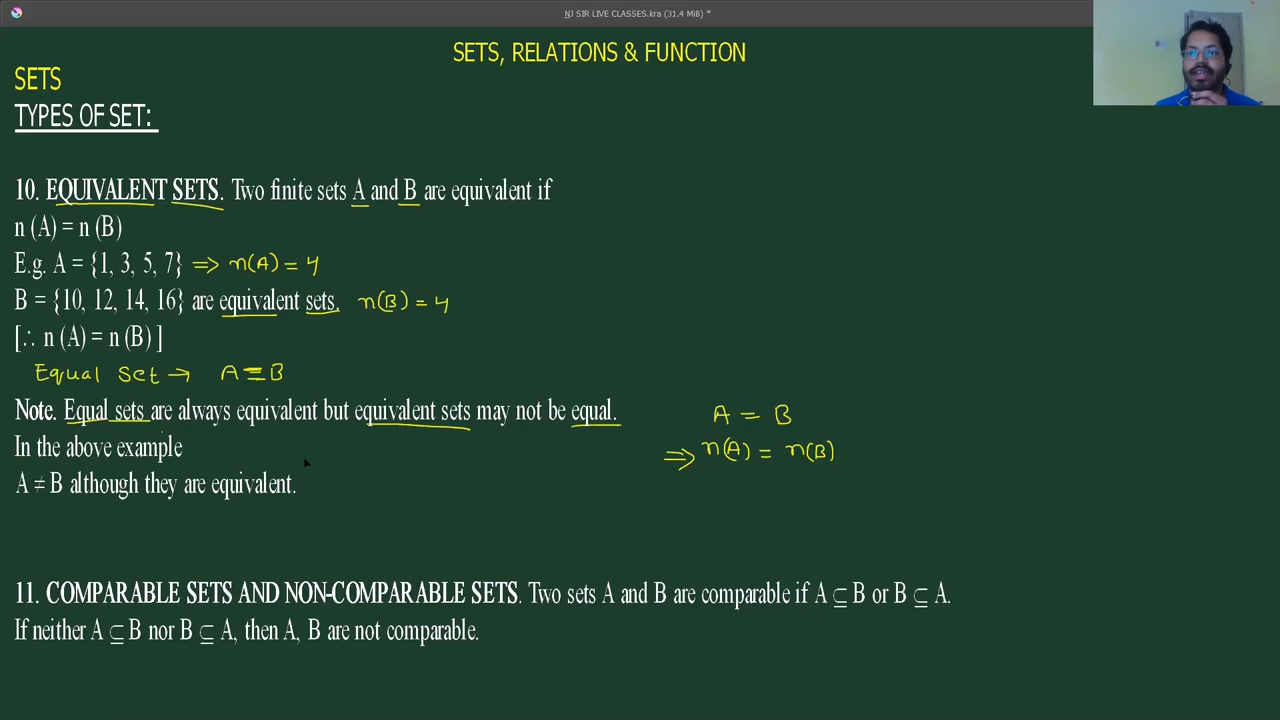 NJ SIR LIVE CLASSES.kra (31.4 MiB) *
SETS, RELATIONS & FUNCTION
SETS
TYPES OF SET:
10. EQUIVALENT SETS. Two finite sets A and B are equivalent if
n (A) = n (B)
E.g. A = {1, 3, 5, 7} ⇒ n(A) = 4
B = {10, 12, 14, 16} are equivalent sets. n(B) = 4
[∴ n (A) = n (B) ]
Equal Set → A = B
Note. Equal sets are always equivalent but equivalent sets may not be equal.
A = B
In the above example
⇒ n(A) = n(B)
A ≠ B although they are equivalent.
11. COMPARABLE SETS AND NON-COMPARABLE SETS. Two sets A and B are comparable if A ⊆ B or B ⊆ A.
If neither A ⊆ B nor B ⊆ A, then A, B are not comparable.